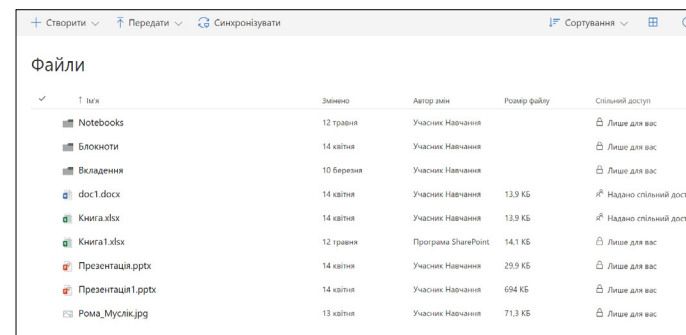 Створити Передати Синхронізувати Сортування
Файли
Ім'я Змінено Автор змін Розмір файлу Спільний доступ
Notebooks 12 травня Учасник Навчання Лише для вас
Блокноти 14 квітня Учасник Навчання Лише для вас
Вкладення 10 березня Учасник Навчання Лише для вас
doc1.docx 14 квітня Учасник Навчання 13,9 КБ Надано спільний дост
Книга.xlsx 14 квітня Учасник Навчання 13,9 КБ Надано спільний дост
Книга1.xlsx 12 травня Програма SharePoint 14,1 КБ Лише для вас
Презентація.pptx 14 квітня Учасник Навчання 29,9 КБ Лише для вас
Презентація1.pptx 14 квітня Учасник Навчання 694 КБ Лише для вас
Рома_Муслік.jpg 13 квітня Учасник Навчання 71,3 КБ Лише для вас